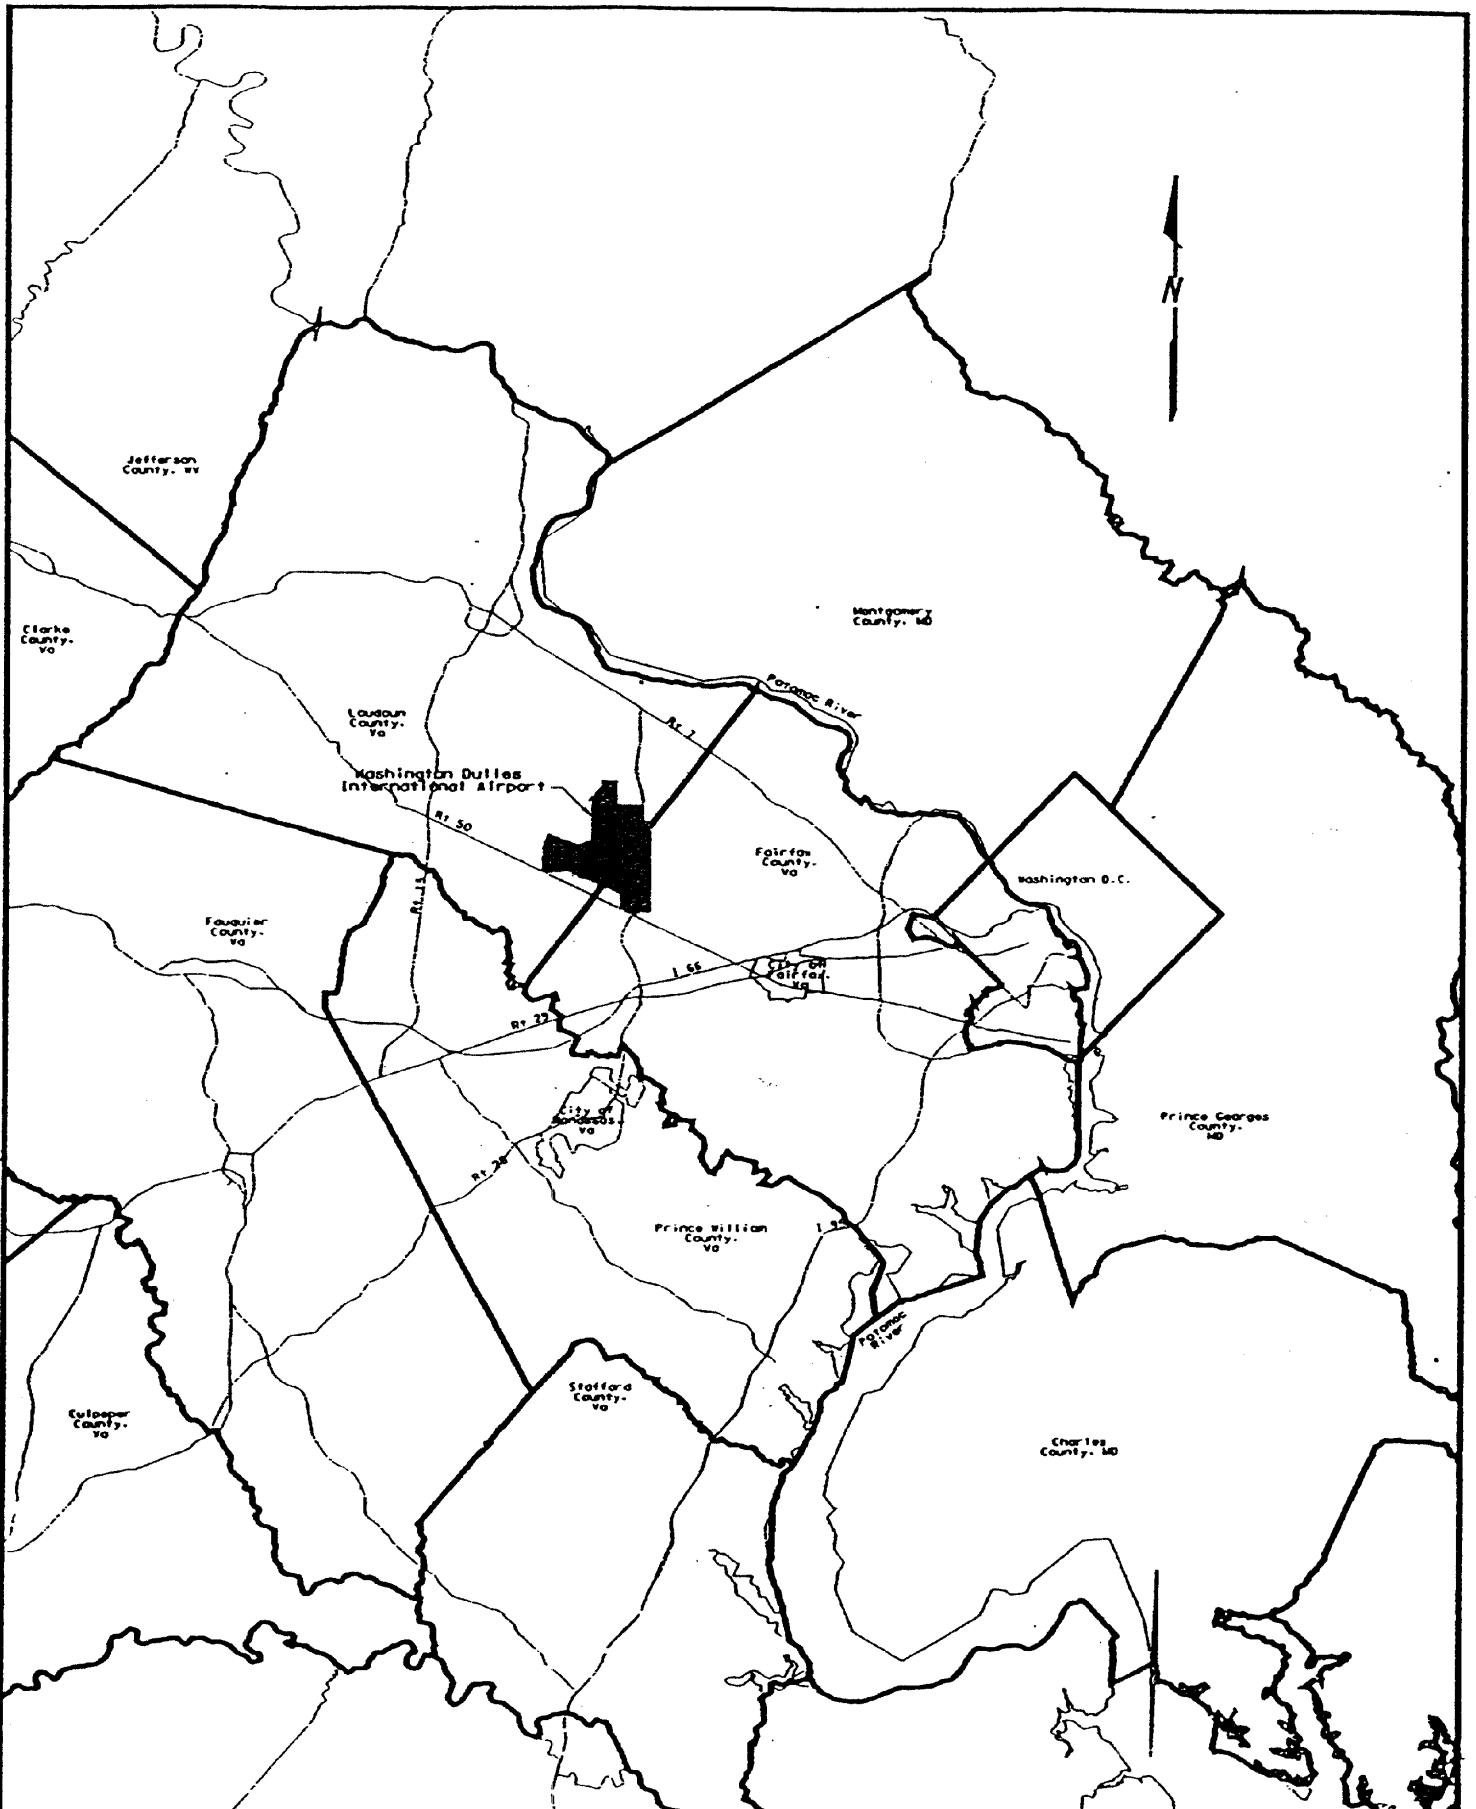 N
Jefferson
County. WV
Montgomery
County. MD
Clarke
County.
Va
Potomac River
Loudoun
County.
Va
Rt 7
Washington Dulles
International Airport
Rt 50
Fairfax
County.
Va
Washington D.C.
Rt 15
Fauquier
County.
Va
I 66
City of
Fairfax.
Va
Rt 29
City of
Manassas.
Va
Prince Georges
County.
MD
Rt 28
Prince William
County.
Va
I 95
Potomac
River
Stafford
County.
Va
Culpeper
County.
Va
Charles
County. MD